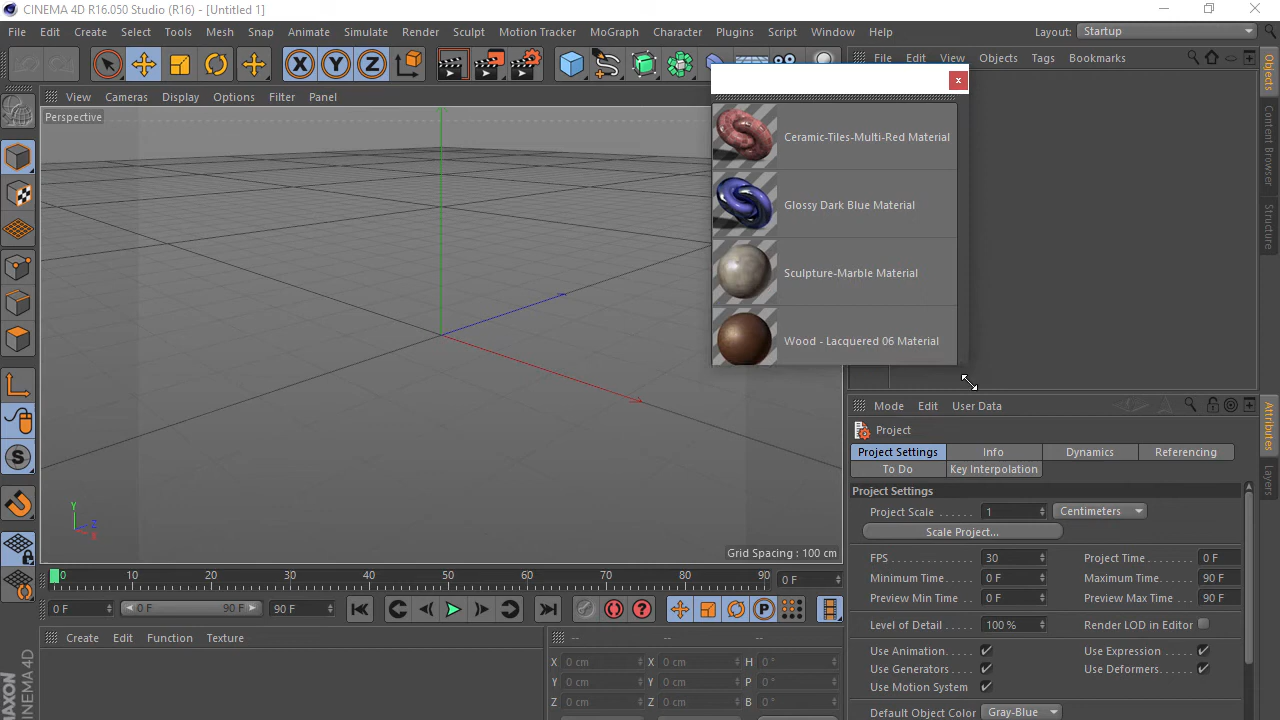 CINEMA 4D R16.050 Studio (R16) - [Untitled 1]
File Edit Create Select Tools Mesh Snap Animate Simulate Render Sculpt Motion Tracker MoGraph Character Plugins Script Window Help Layout: Startup
X Y Z
File Edit View Objects Tags Bookmarks
View Cameras Display Options Filter Panel
Perspective
Ceramic-Tiles-Multi-Red Material
Glossy Dark Blue Material
Sculpture-Marble Material
Wood - Lacquered 06 Material
Objects
Content Browser
Structure
Y
Z
X
Grid Spacing : 100 cm
S
Mode Edit User Data
Project
Project Settings Info Dynamics Referencing
To Do Key Interpolation
Project Settings
Project Scale ...... 1 Centimeters
Scale Project...
FPS ............ 30 Project Time ....... 0 F
Minimum Time..... 0 F Maximum Time..... 90 F
Preview Min Time .. 0 F Preview Max Time .. 90 F
Level of Detail ..... 100 % Render LOD in Editor
Use Animation.... Use Expression ....
Use Generators.... Use Deformers.....
Use Motion System
Default Object Color Gray-Blue
Attributes
Layers
0 10 20 30 40 50 60 70 80 90 0 F
0 F 0 F 90 F 90 F
P
Create Edit Function Texture
-- -- --
X 0 cm X 0 cm H 0 °
Y 0 cm Y 0 cm P 0 °
Z 0 cm Z 0 cm B 0 °
MAXON
CINEMA 4D